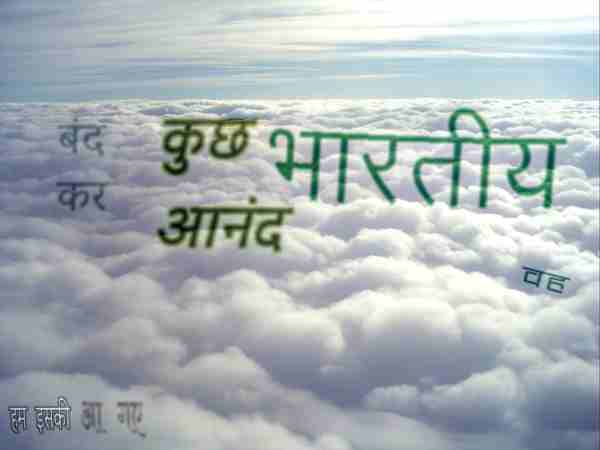 बंद
कर
कुछ
आनंद
भारतीय
वह
हम इसकी
आ गए